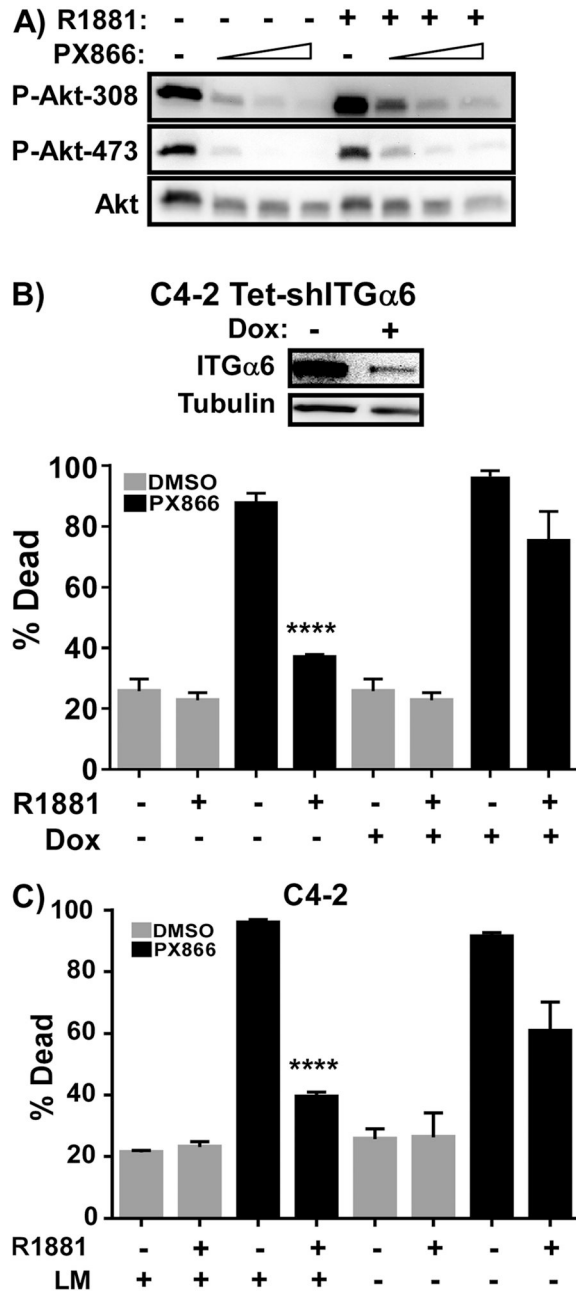 A)
R1881: - - - - + + + +
PX866: - -
P-Akt-308
P-Akt-473
Akt
B) C4-2 Tet-shITGα6
Dox: - +
ITGα6
Tubulin
100
80
60
40
20
0
% Dead
DMSO
PX866
****
R1881 - + - + - + - +
Dox - - - - + + + +
C) C4-2
100
80
60
40
20
0
% Dead
DMSO
PX866
****
R1881 - + - + - + - +
LM + + + + - - - -